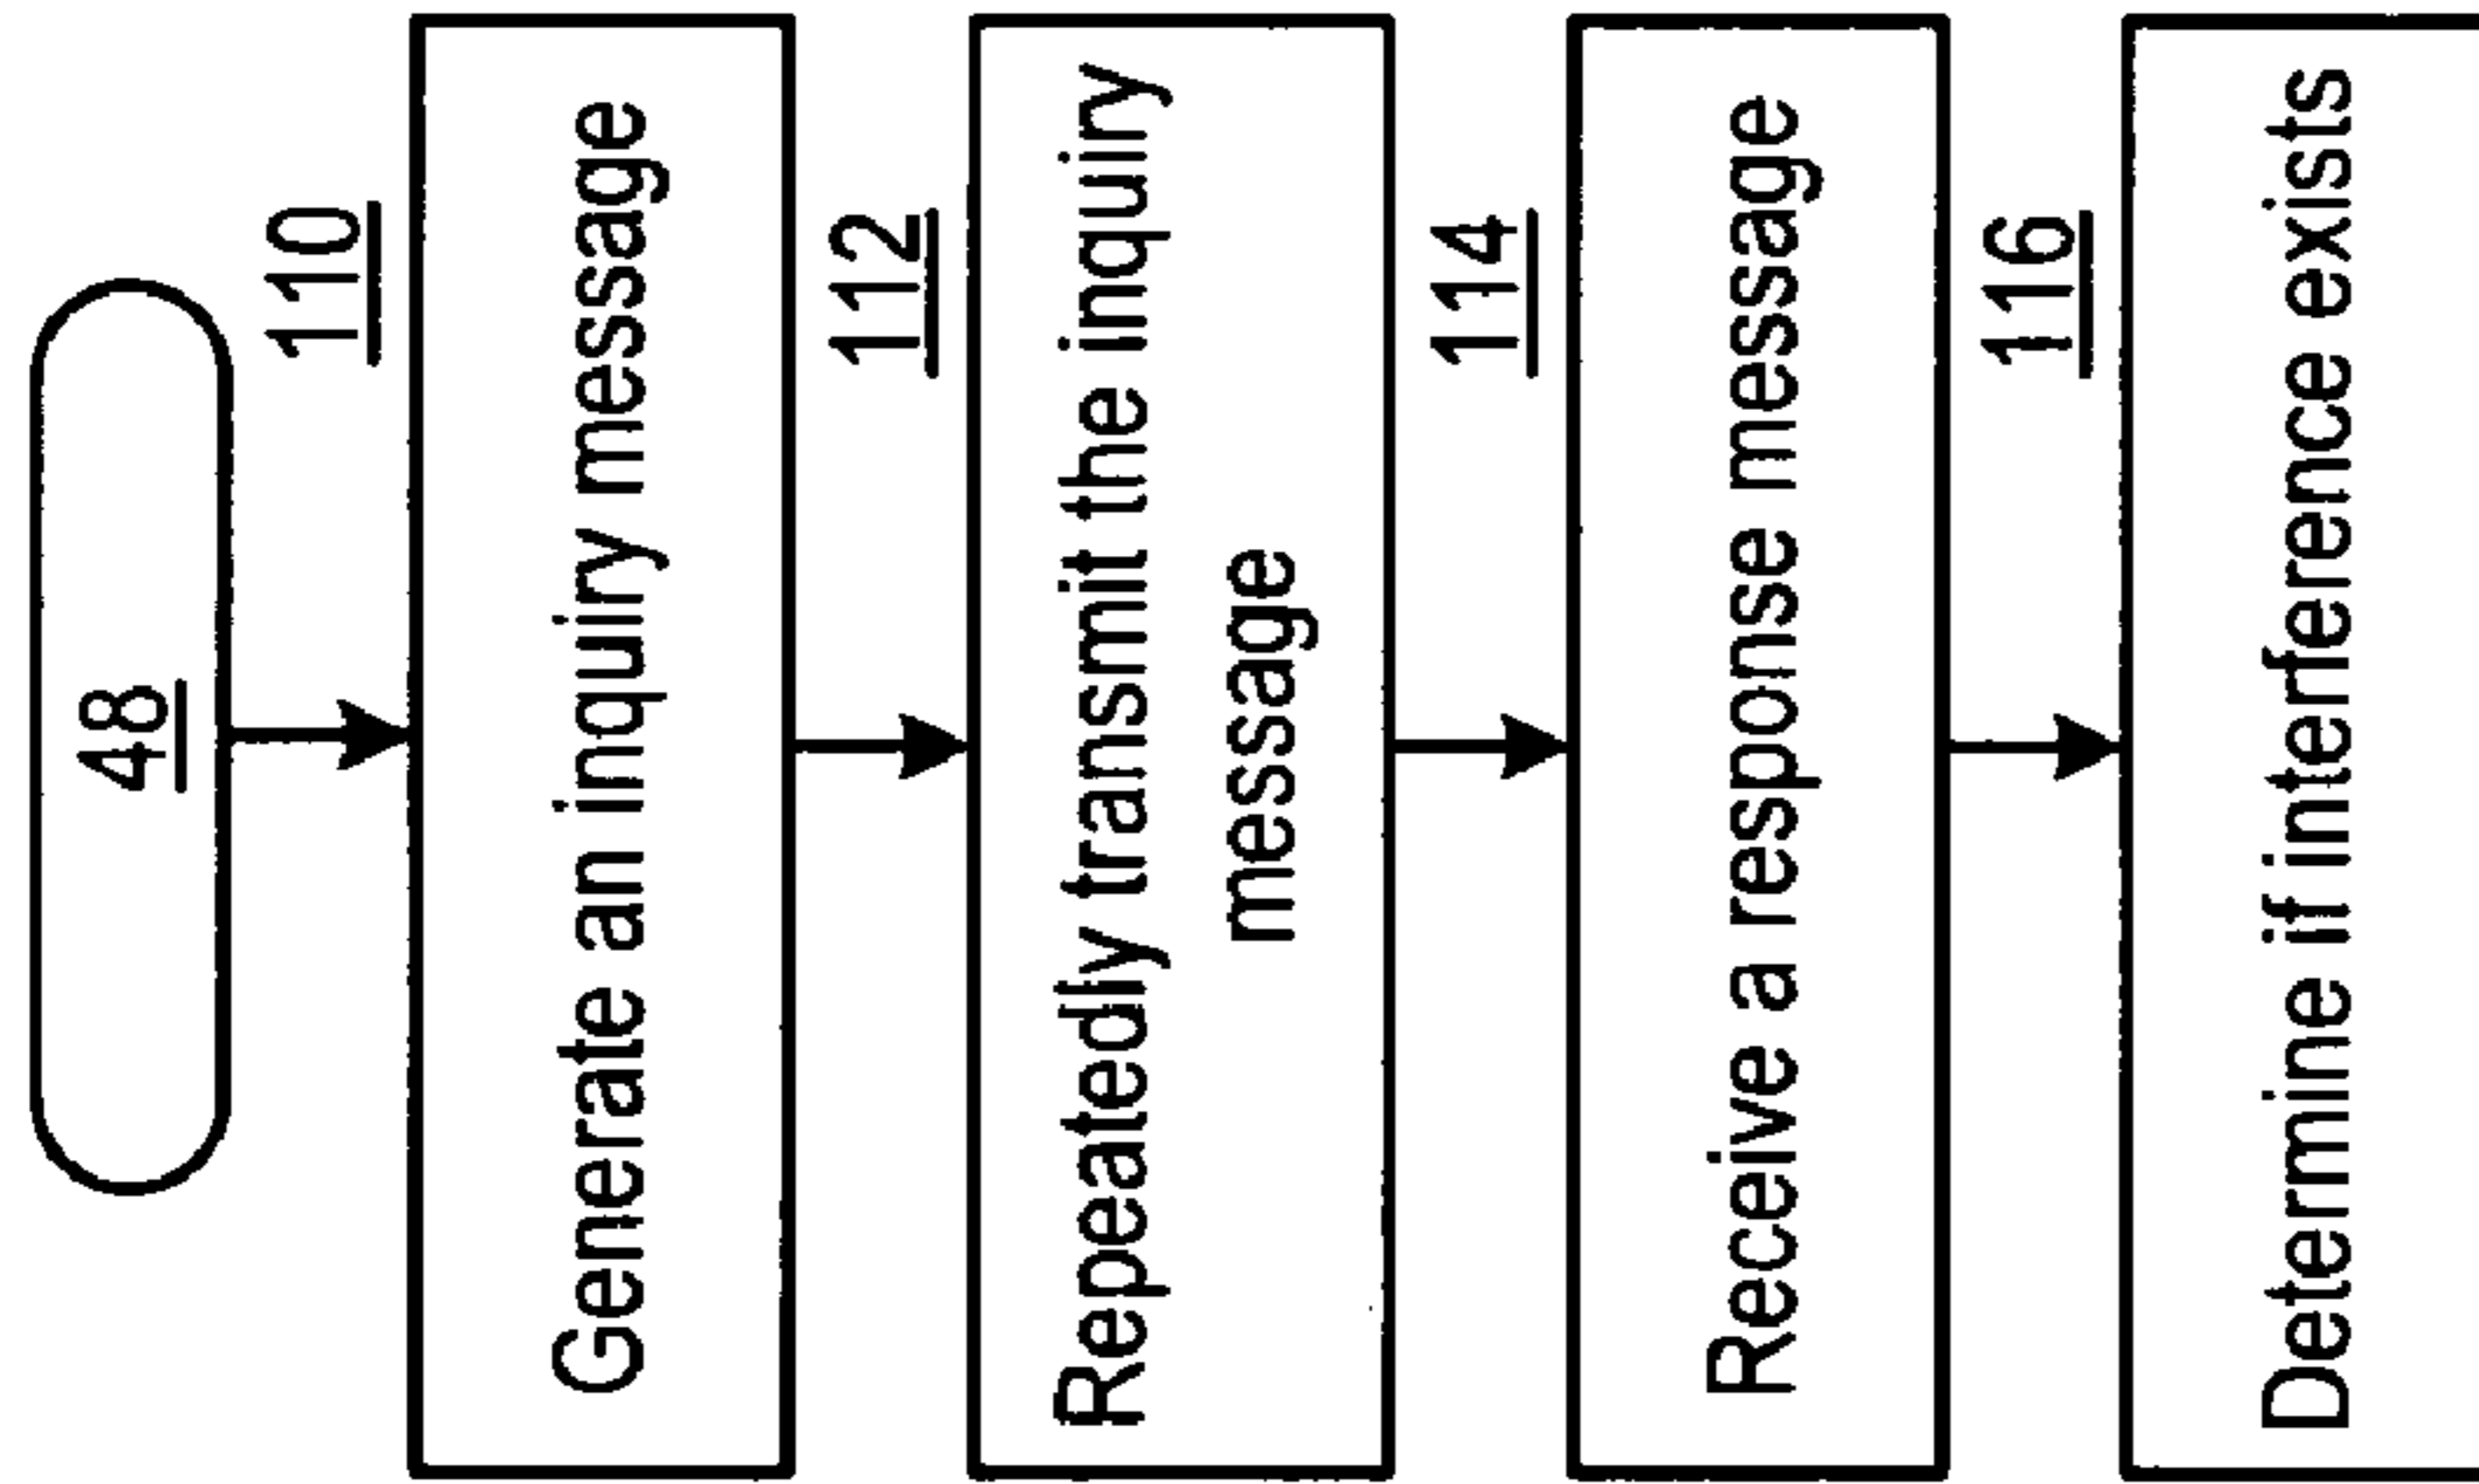 48
110
Generate an inquiry message
112
Repeatedly transmit the inquiry
message
114
Receive a response message
116
Determine if interference exists